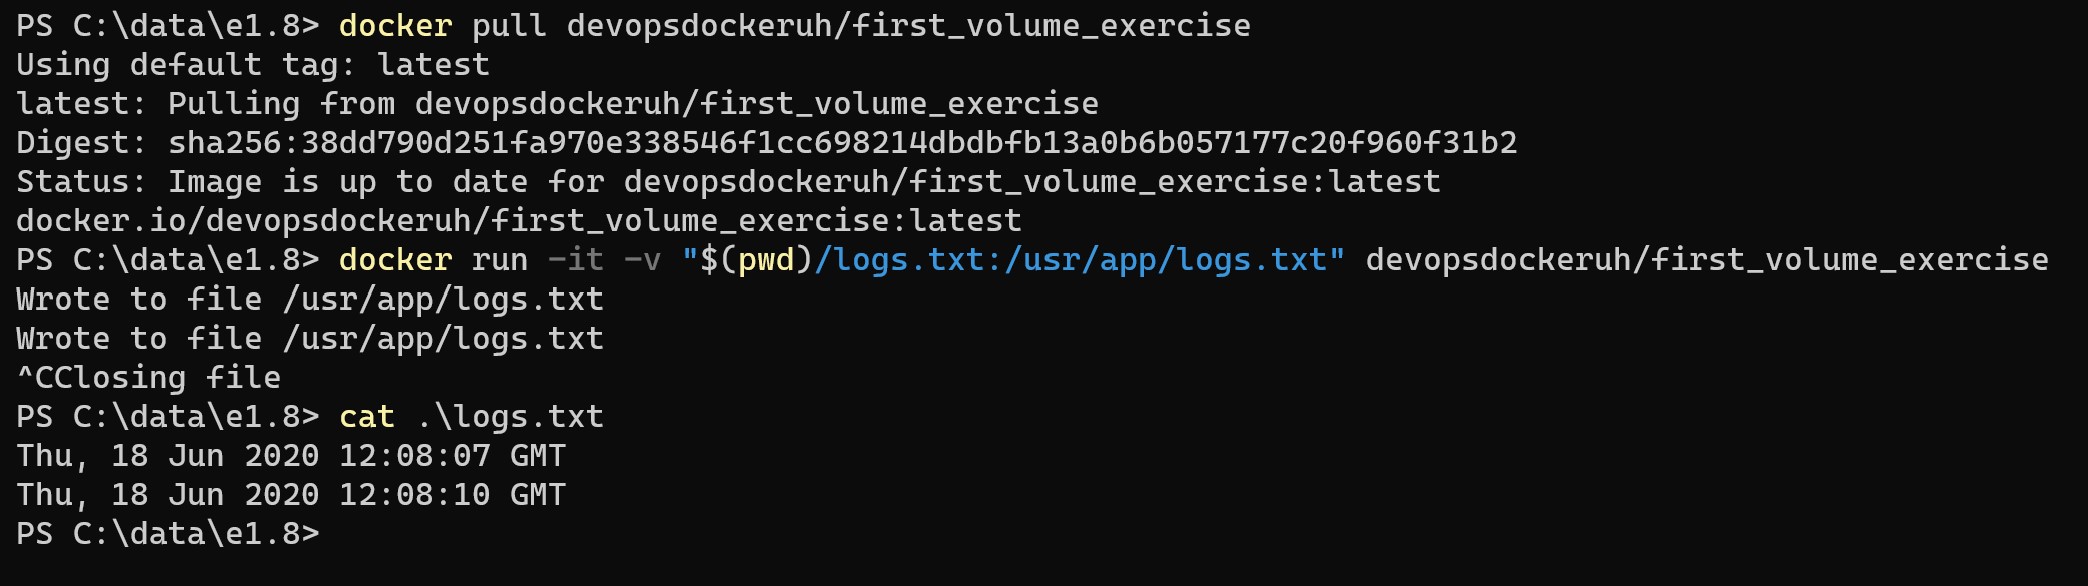 PS C:\data\e1.8> docker pull devopsdockeruh/first_volume_exercise
Using default tag: latest
latest: Pulling from devopsdockeruh/first_volume_exercise
Digest: sha256:38dd790d251fa970e338546f1cc698214dbdbfb13a0b6b057177c20f960f31b2
Status: Image is up to date for devopsdockeruh/first_volume_exercise:latest
docker.io/devopsdockeruh/first_volume_exercise:latest
PS C:\data\e1.8> docker run -it -v "$(pwd)/logs.txt:/usr/app/logs.txt" devopsdockeruh/first_volume_exercise
Wrote to file /usr/app/logs.txt
Wrote to file /usr/app/logs.txt
^CClosing file
PS C:\data\e1.8> cat .\logs.txt
Thu, 18 Jun 2020 12:08:07 GMT
Thu, 18 Jun 2020 12:08:10 GMT
PS C:\data\e1.8>